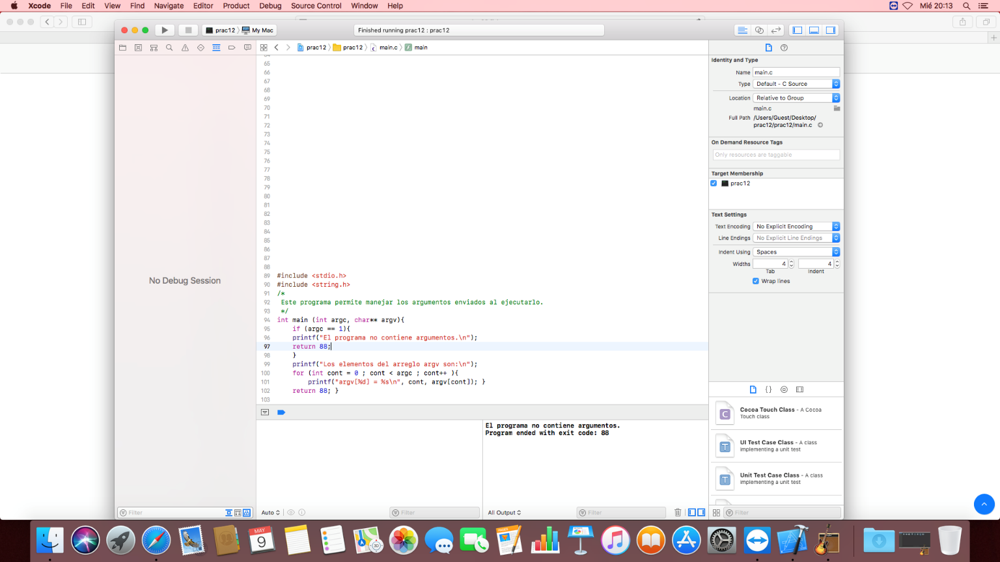 Xcode File Edit View Find Navigate Editor Product Debug Source Control Window Help Mié 20:13
prac12 My Mac Finished running prac12 : prac12
prac12 prac12 main.c main
65
66
67
68
69
70
71
72
73
74
75
76
77
78
79
80
81
82
83
84
85
86
87
88
89 #include <stdio.h>
90 #include <string.h>
91 /*
92 Este programa permite manejar los argumentos enviados al ejecutarlo.
93 */
94 int main (int argc, char** argv){
95 if (argc == 1){
96 printf("El programa no contiene argumentos.\n");
97 return 88;
98 }
99 printf("Los elementos del arreglo argv son:\n");
100 for (int cont = 0 ; cont < argc ; cont++ ){
101 printf("argv[%d] = %s\n", cont, argv[cont]); }
102 return 88; }
103
No Debug Session
Filter
El programa no contiene argumentos.
Program ended with exit code: 88
Auto Filter All Output Filter
Identity and Type
Name main.c
Type Default - C Source
Location Relative to Group
main.c
Full Path /Users/Guest/Desktop/
prac12/prac12/main.c
On Demand Resource Tags
Only resources are taggable
Target Membership
prac12
Text Settings
Text Encoding No Explicit Encoding
Line Endings No Explicit Line Endings
Indent Using Spaces
Widths 4 4
Tab Indent
Wrap lines
{ }
C Cocoa Touch Class - A Cocoa
Touch class
T UI Test Case Class - A class
implementing a unit test
T Unit Test Case Class - A class
implementing a unit test
Filter
MAY
9